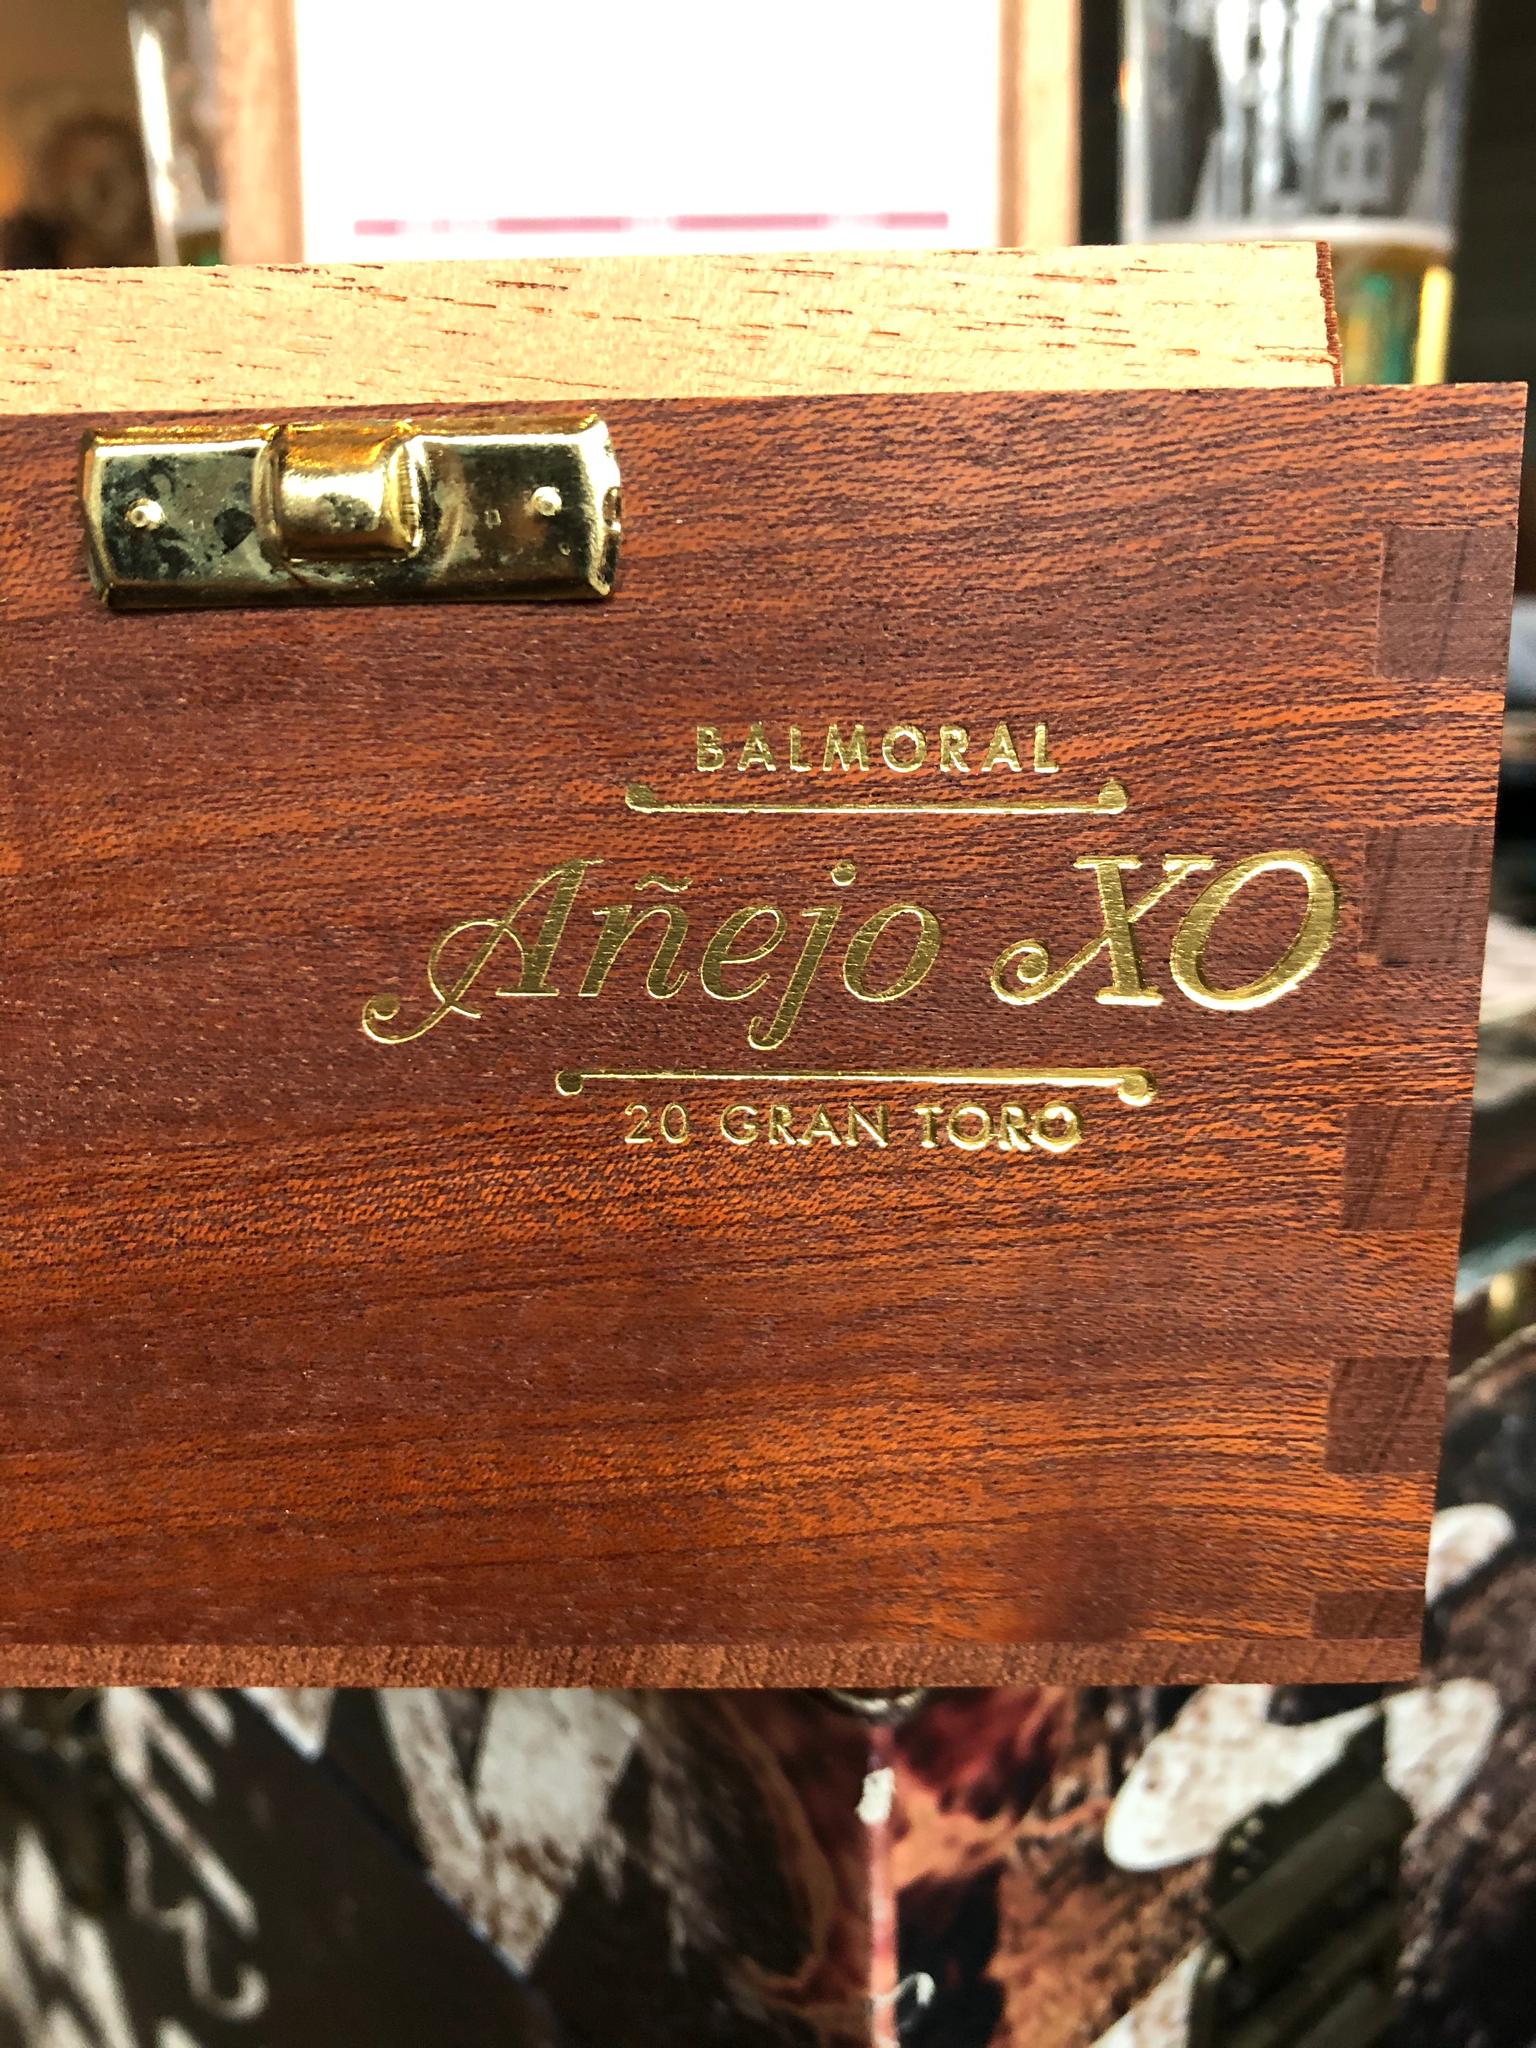 BALMORAL
Añejo XO
20 GRAN TORO